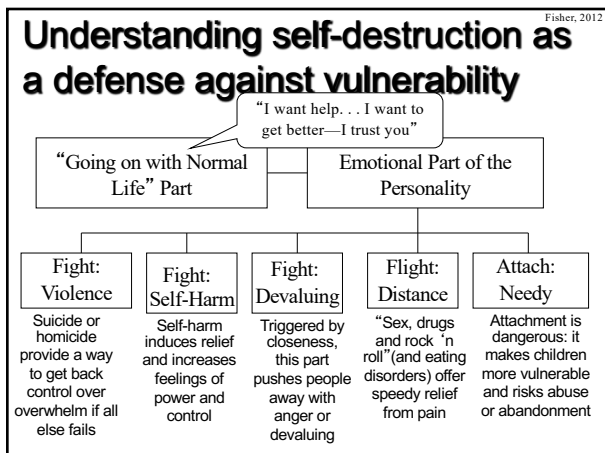 Fisher, 2012
Understanding self-destruction as
a defense against vulnerability
“I want help. . . I want to
get better—I trust you”
“Going on with Normal
Life” Part
Emotional Part of the
Personality
Fight:
Violence
Suicide or
homicide
provide a way
to get back
control over
overwhelm if all
else fails
Fight:
Self-Harm
Self-harm
induces relief
and increases
feelings of
power and
control
Fight:
Devaluing
Triggered by
closeness,
this part
pushes people
away with
anger or
devaluing
Flight:
Distance
“Sex, drugs
and rock ‘n
roll”(and eating
disorders) offer
speedy relief
from pain
Attach:
Needy
Attachment is
dangerous: it
makes children
more vulnerable
and risks abuse
or abandonment